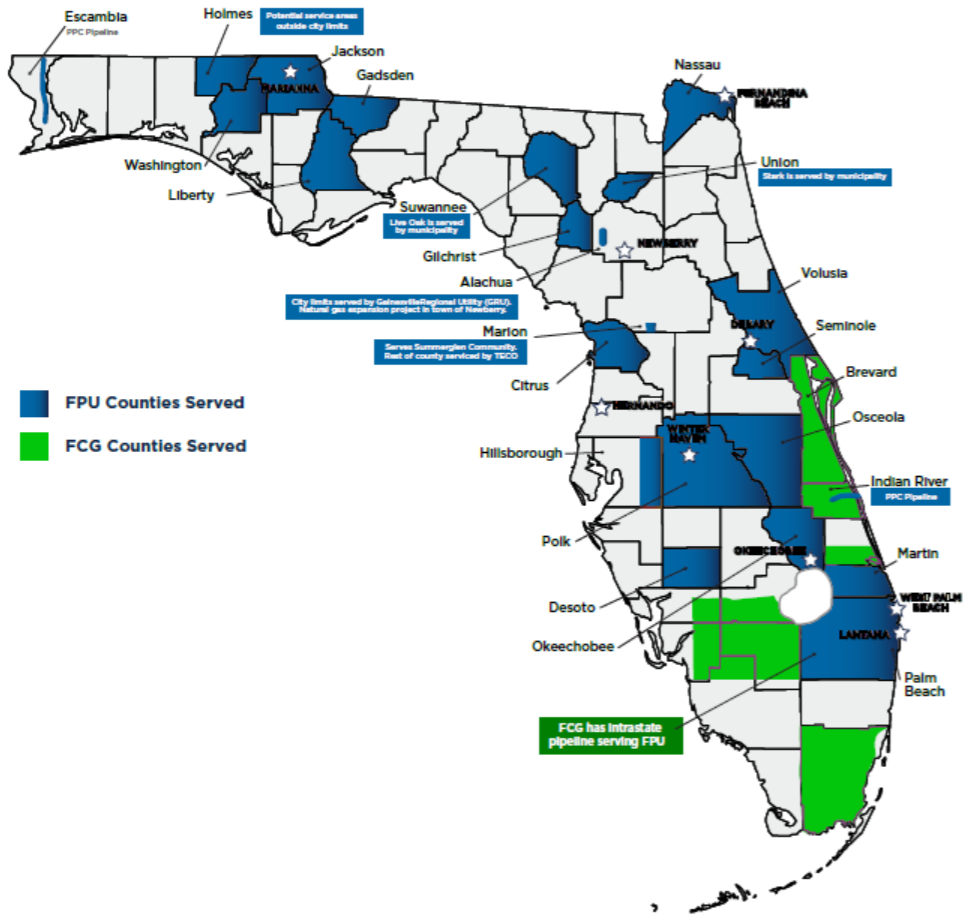 Escambia
PPC Pipeline
Holmes
Potential service areas
outside city limits
Jackson
MARIANNA
Gadsden
Nassau
FERNANDINA
BEACH
Washington
Liberty
Union
Stark is served by municipality
Suwannee
Live Oak is served
by municipality
Gilchrist
NEWBERRY
Alachua
City limits served by GainesvilleRegional Utility (GRU).
Natural gas expansion project in town of Newberry.
Volusia
Marion
Serves Summerglen Community.
Rest of county serviced by TECO
DEBARY
Seminole
Citrus
Brevard
FPU Counties Served
HERNANDO
Osceola
WINTER
HAVEN
FCG Counties Served
Hillsborough
Indian River
PPC Pipeline
Polk
OKEECHOBEE
Martin
Desoto
WEST PALM
BEACH
LANTANA
Okeechobee
Palm
Beach
FCG has intrastate
pipeline serving FPU